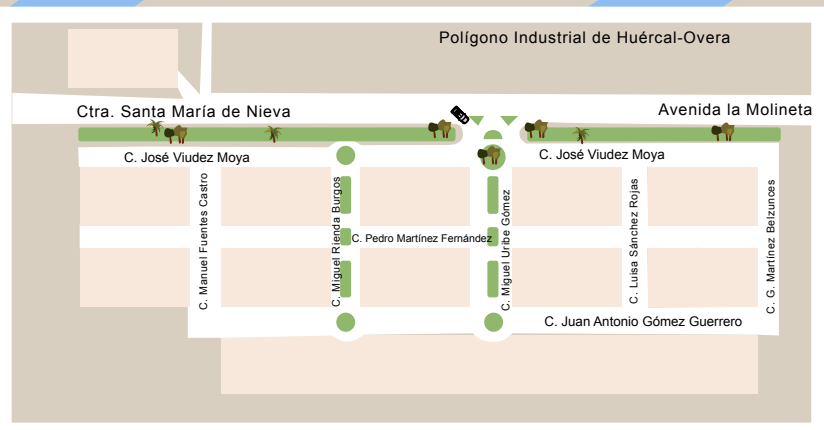 Polígono Industrial de Huércal-Overa
Ctra. Santa María de Nieva
Avenida la Molineta
C. José Viudez Moya
C. José Viudez Moya
C. Manuel Fuentes Castro
C. Miguel Rienda Burgos
C. Pedro Martínez Fernández
C. Miguel Uribe Gómez
C. Luisa Sánchez Rojas
C. G. Martínez Belzunces
C. Juan Antonio Gómez Guerrero